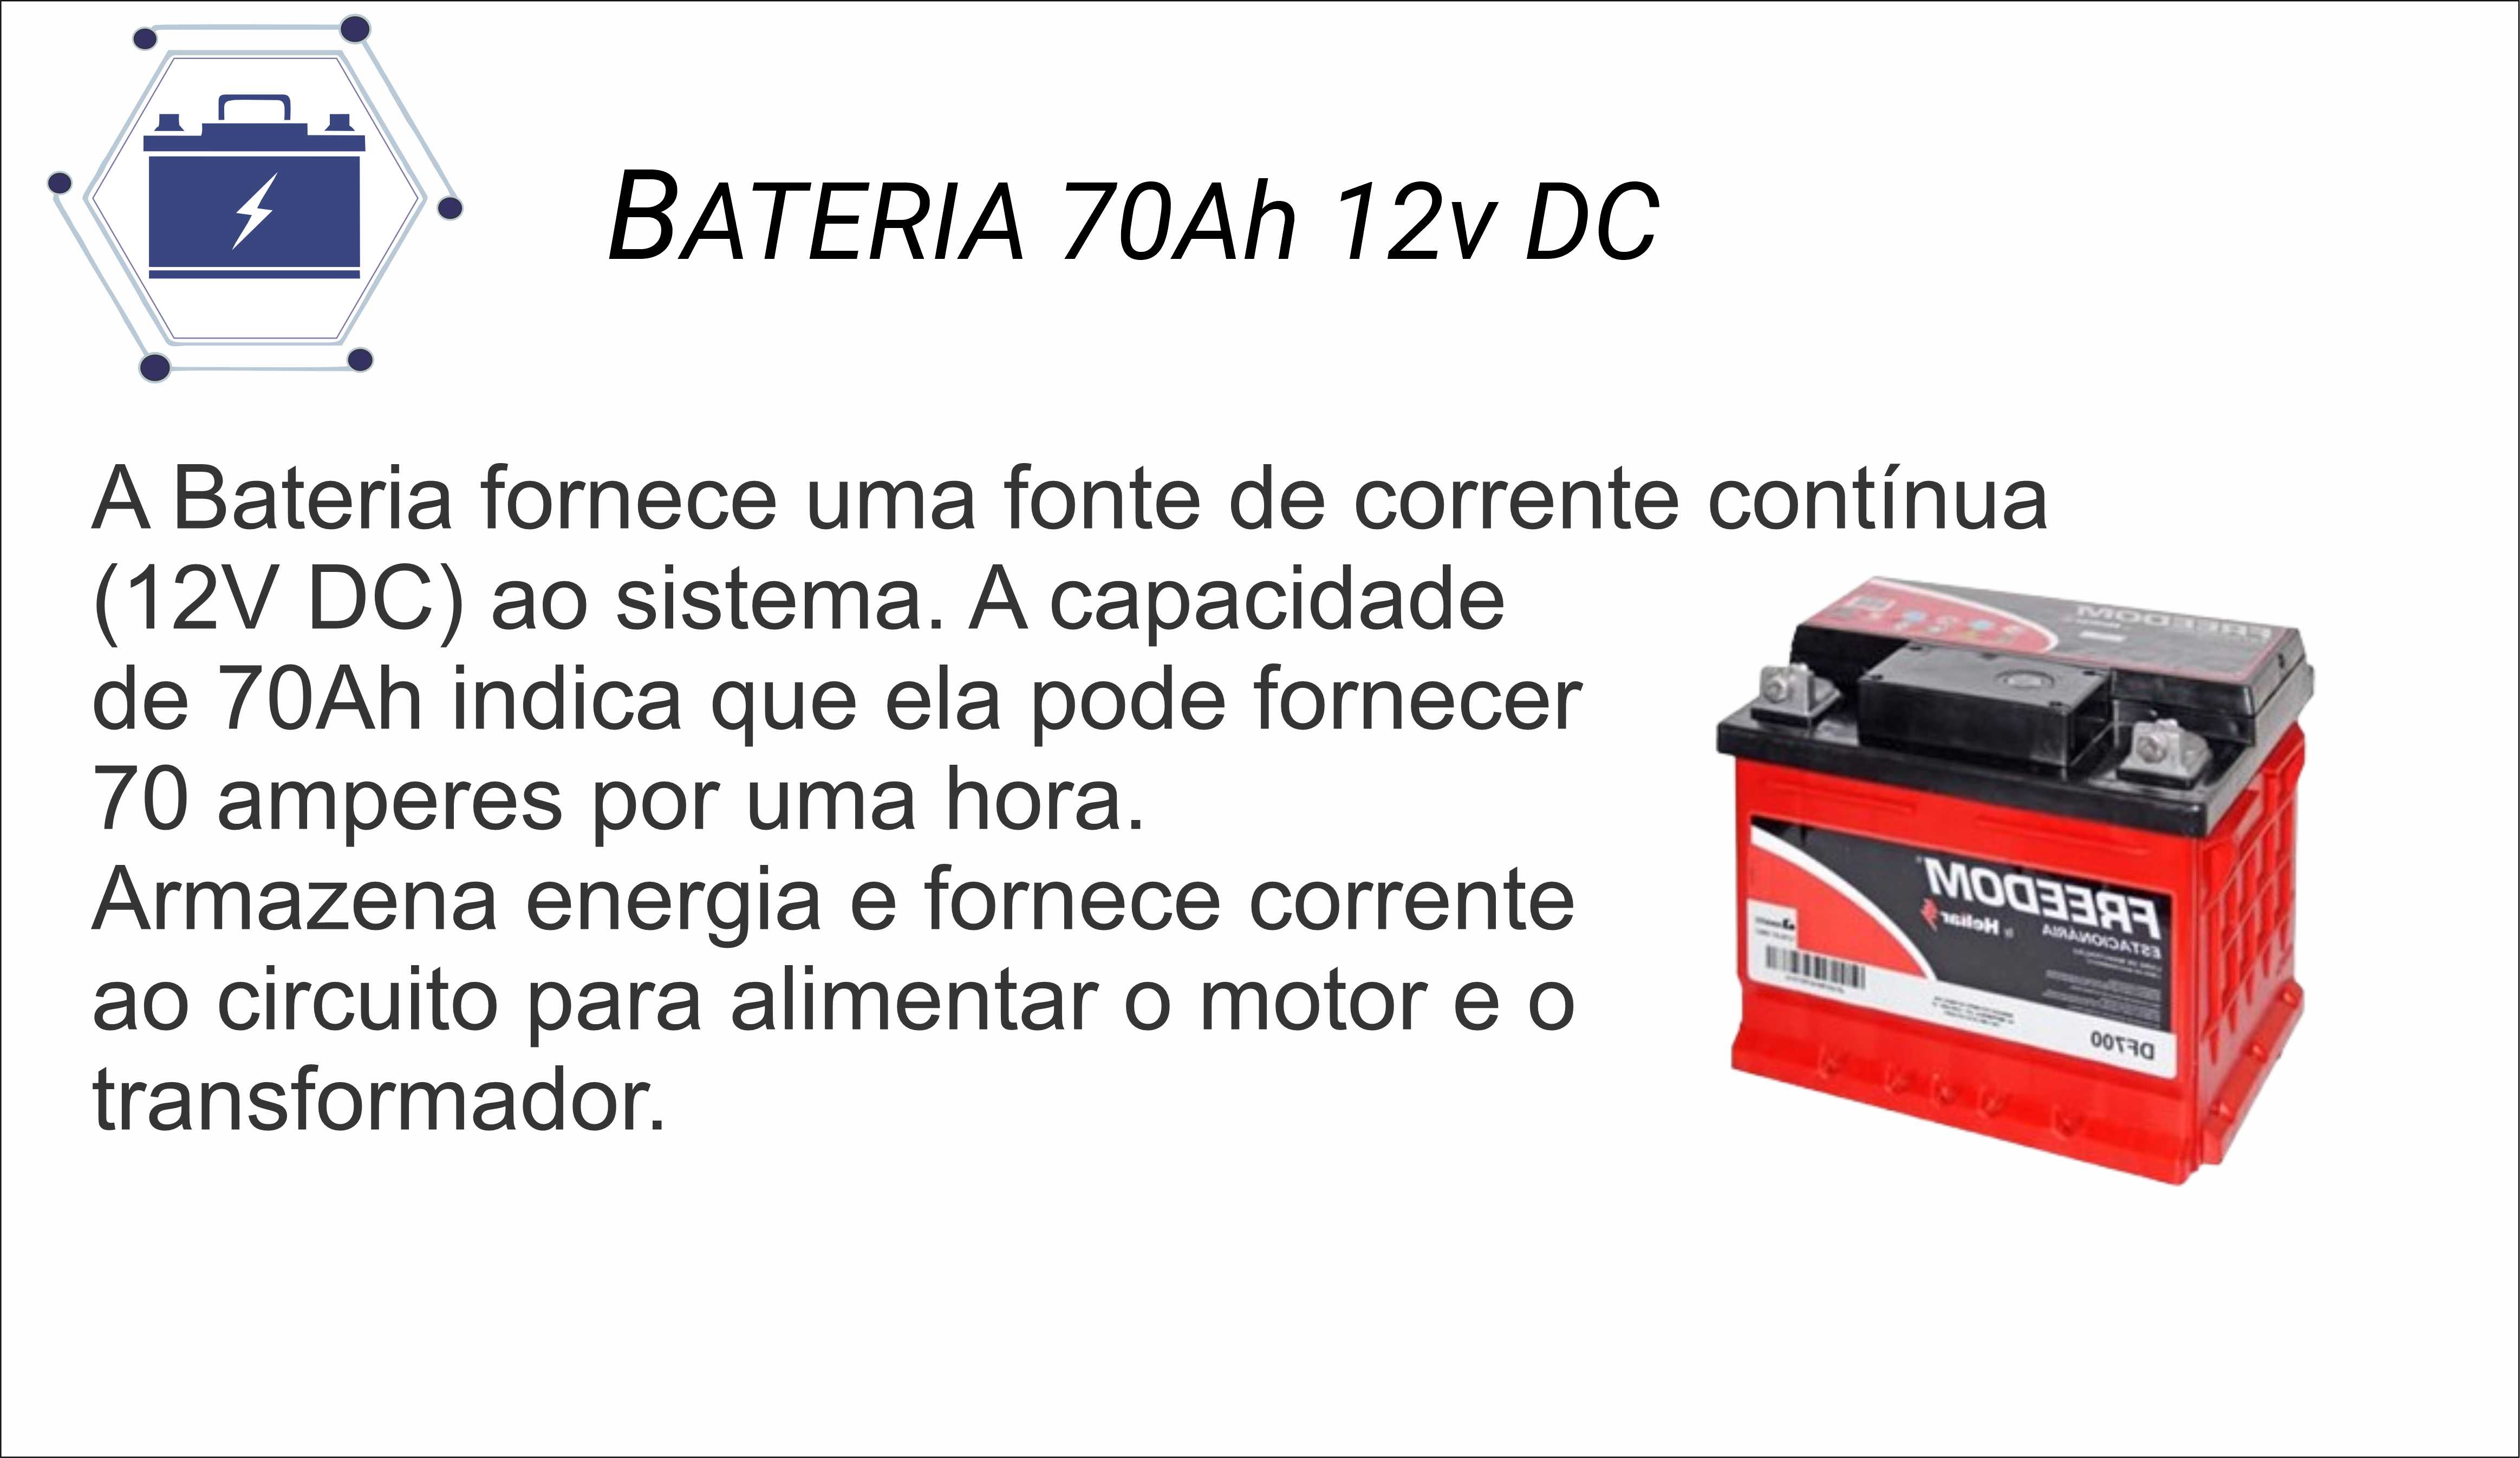 BATERIA 70Ah 12v DC
A Bateria fornece uma fonte de corrente contínua
(12V DC) ao sistema. A capacidade
de 70Ah indica que ela pode fornecer
70 amperes por uma hora.
Armazena energia e fornece corrente
ao circuito para alimentar o motor e o
transformador.
FREEDOM
FREEDOM
by Heliar
ESTACIONÁRIA
DF700